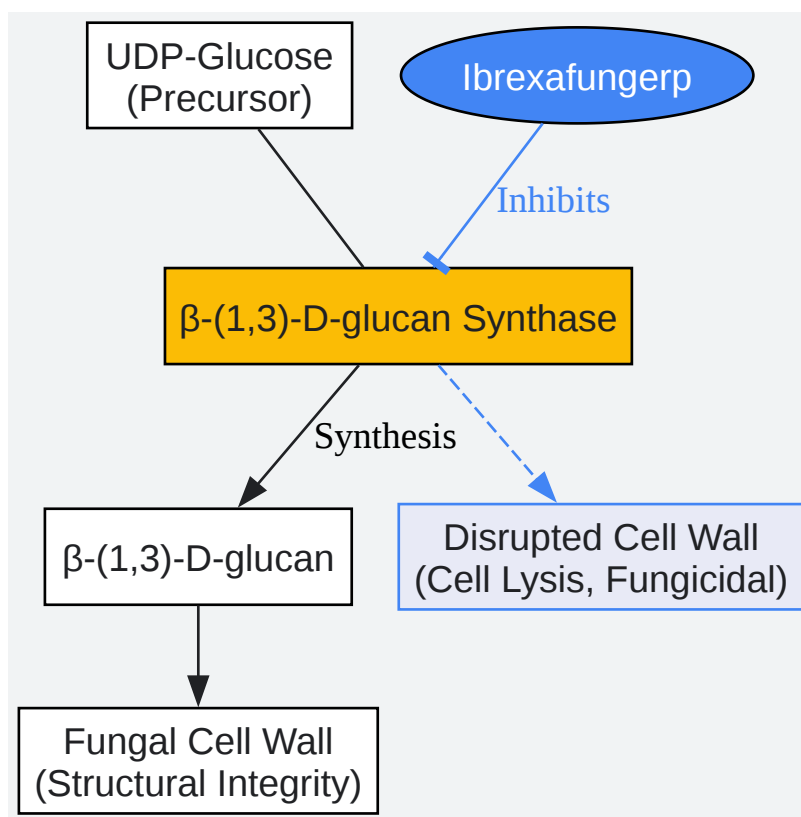 UDP-Glucose
(Precursor)
Ibrexafungerp
Inhibits
β-(1,3)-D-glucan Synthase
Synthesis
β-(1,3)-D-glucan
Disrupted Cell Wall
(Cell Lysis, Fungicidal)
Fungal Cell Wall
(Structural Integrity)